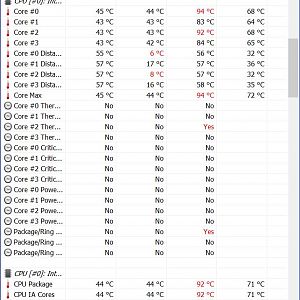 CPU [#0]: Int...
Core #0 45 °C 44 °C 94 °C 68 °C
Core #1 43 °C 43 °C 83 °C 64 °C
Core #2 43 °C 43 °C 92 °C 68 °C
Core #3 43 °C 42 °C 84 °C 65 °C
Core #0 Dista... 55 °C 6 °C 56 °C 32 °C
Core #1 Dista... 57 °C 17 °C 57 °C 36 °C
Core #2 Dista... 57 °C 8 °C 57 °C 32 °C
Core #3 Dista... 57 °C 16 °C 58 °C 35 °C
Core Max 45 °C 44 °C 94 °C 72 °C
Core #0 Ther... No No No
Core #1 Ther... No No No
Core #2 Ther... No No Yes
Core #3 Ther... No No No
Core #0 Critic... No No No
Core #1 Critic... No No No
Core #2 Critic... No No No
Core #3 Critic... No No No
Core #0 Powe... No No No
Core #1 Powe... No No No
Core #2 Powe... No No No
Core #3 Powe... No No No
Package/Ring ... No No Yes
Package/Ring ... No No No
Package/Ring ... No No No
CPU [#0]: Int...
CPU Package 44 °C 44 °C 92 °C 71 °C
CPU IA Cores 44 °C 44 °C 92 °C 71 °C